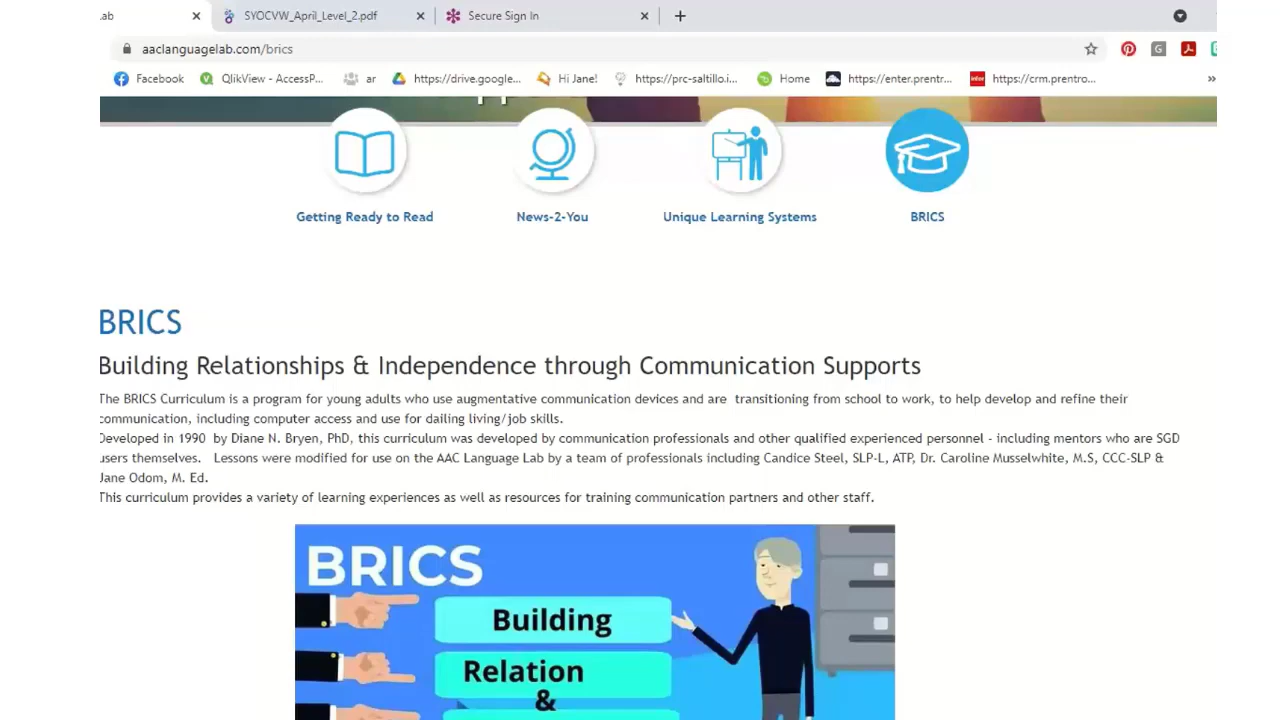 ab
SYOCVW_April_Level_2.pdf
Secure Sign In
aaclanguagelab.com/brics
Facebook
QlikView - AccessP...
ar
https://drive.google...
Hi Jane!
https://prc-saltillo.i...
Home
https://enter.prentr...
https://crm.prentro...
Getting Ready to Read
News-2-You
Unique Learning Systems
BRICS
BRICS
Building Relationships & Independence through Communication Supports
The BRICS Curriculum is a program for young adults who use augmentative communication devices and are transitioning from school to work, to help develop and refine their
communication, including computer access and use for dailing living/job skills.
Developed in 1990 by Diane N. Bryen, PhD, this curriculum was developed by communication professionals and other qualified experienced personnel - including mentors who are SGD
users themselves. Lessons were modified for use on the AAC Language Lab by a team of professionals including Candice Steel, SLP-L, ATP, Dr. Caroline Musselwhite, M.S, CCC-SLP &
Jane Odom, M. Ed.
This curriculum provides a variety of learning experiences as well as resources for training communication partners and other staff.
BRICS
Building
Relation
&